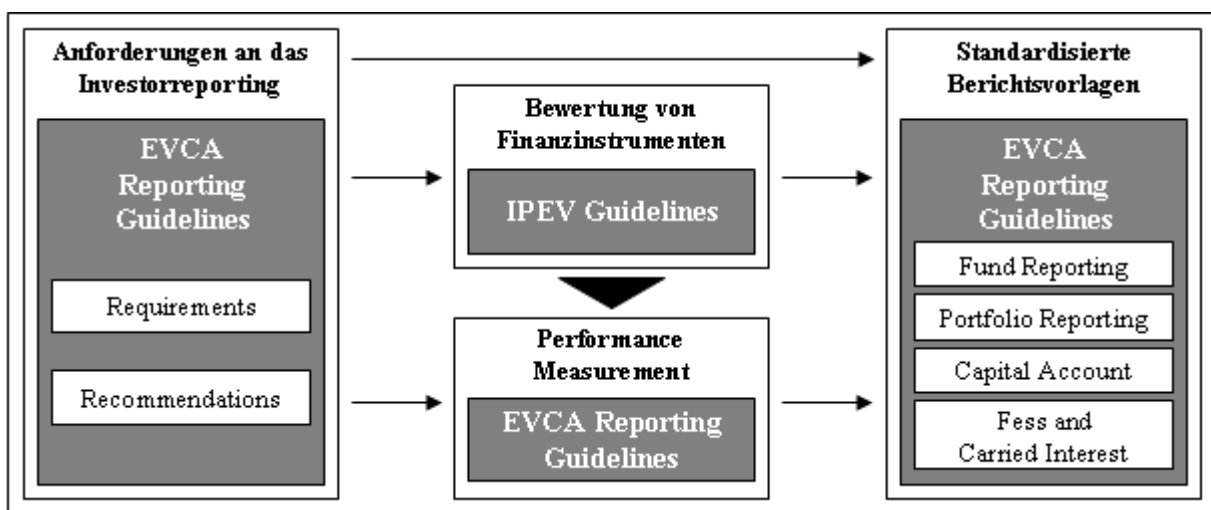 Anforderungen an das
Investorreporting
EVCA
Reporting
Guidelines
Requirements
Recommendations
Bewertung von
Finanzinstrumenten
IPEV Guidelines
Performance
Measurement
EVCA Reporting
Guidelines
Standardisierte
Berichtsvorlagen
EVCA
Reporting
Guidelines
Fund Reporting
Portfolio Reporting
Capital Account
Fess and
Carried Interest